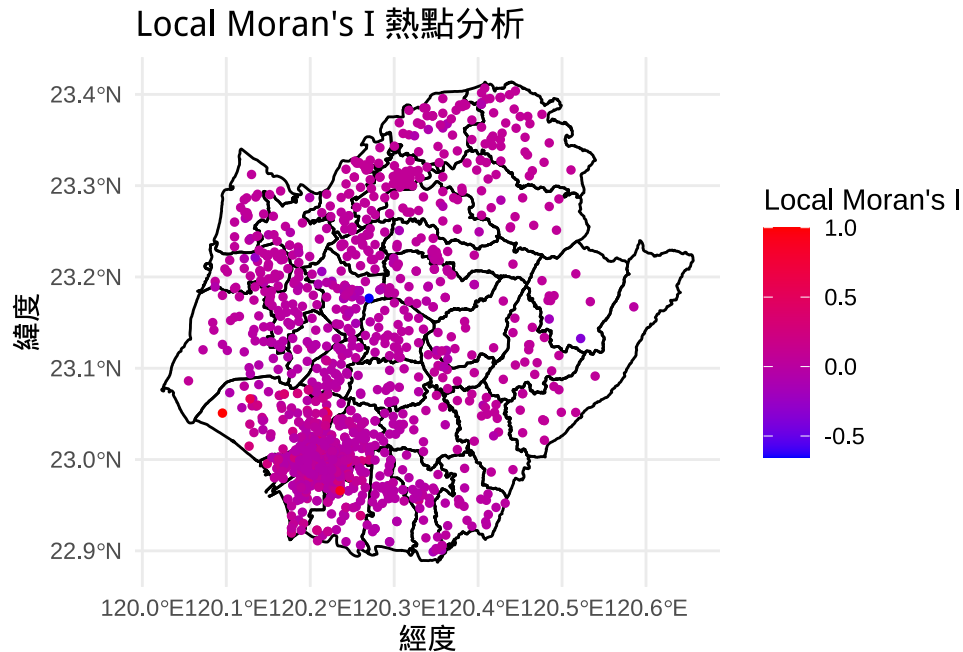 Local Moran's I 熱點分析
23.4°N
23.3°N
23.2°N
23.1°N
23.0°N
22.9°N
緯度
120.0°E120.1°E120.2°E120.3°E120.4°E120.5°E120.6°E
經度
Local Moran's I
1.0
0.5
0.0
-0.5